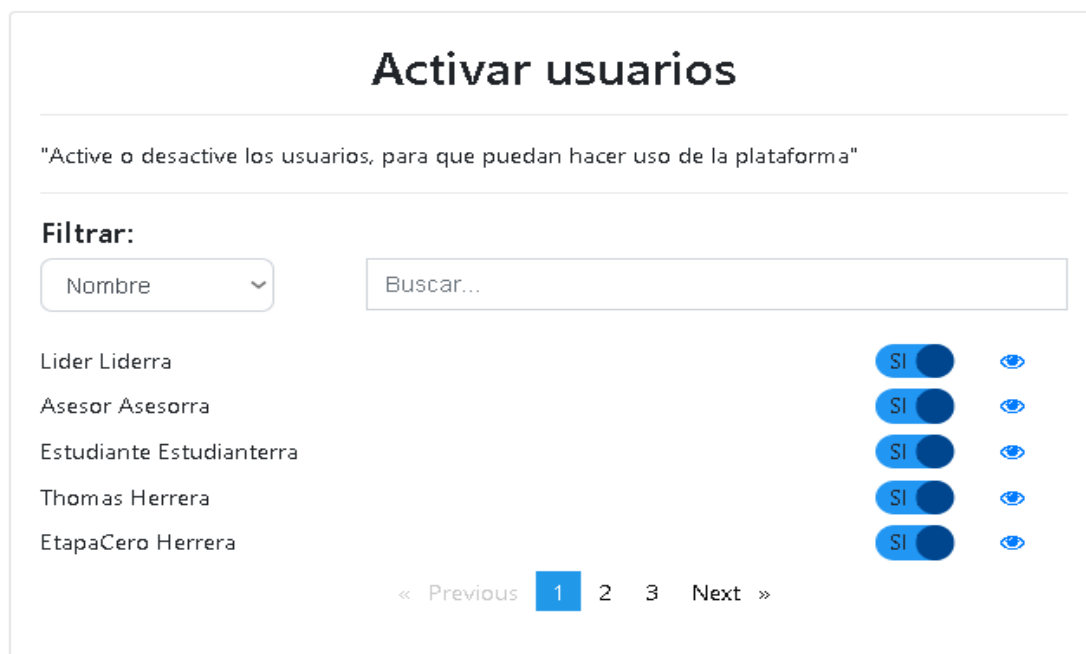 Activar usuarios
"Active o desactive los usuarios, para que puedan hacer uso de la plataforma"
Filtrar:
Nombre Buscar...
Lider Liderra SI
Asesor Asesorra SI
Estudiante Estudianterra SI
Thomas Herrera SI
EtapaCero Herrera SI
« Previous 1 2 3 Next »